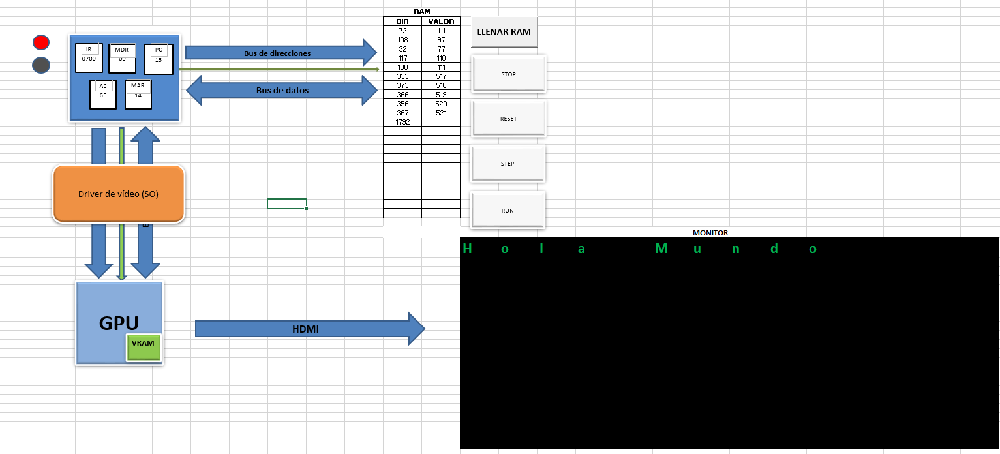 RAM
DIR VALOR
72 111
108 97
32 77
117 110
100 111
333 517
373 518
366 519
356 520
367 521
1792
LLENAR RAM
STOP
RESET
STEP
RUN
IR
0700
MDR
00
PC
15
AC
6F
MAR
14
Bus de direcciones
Bus de datos
Driver de vídeo (SO)
GPU
VRAM
HDMI
MONITOR
H o l a M u n d o